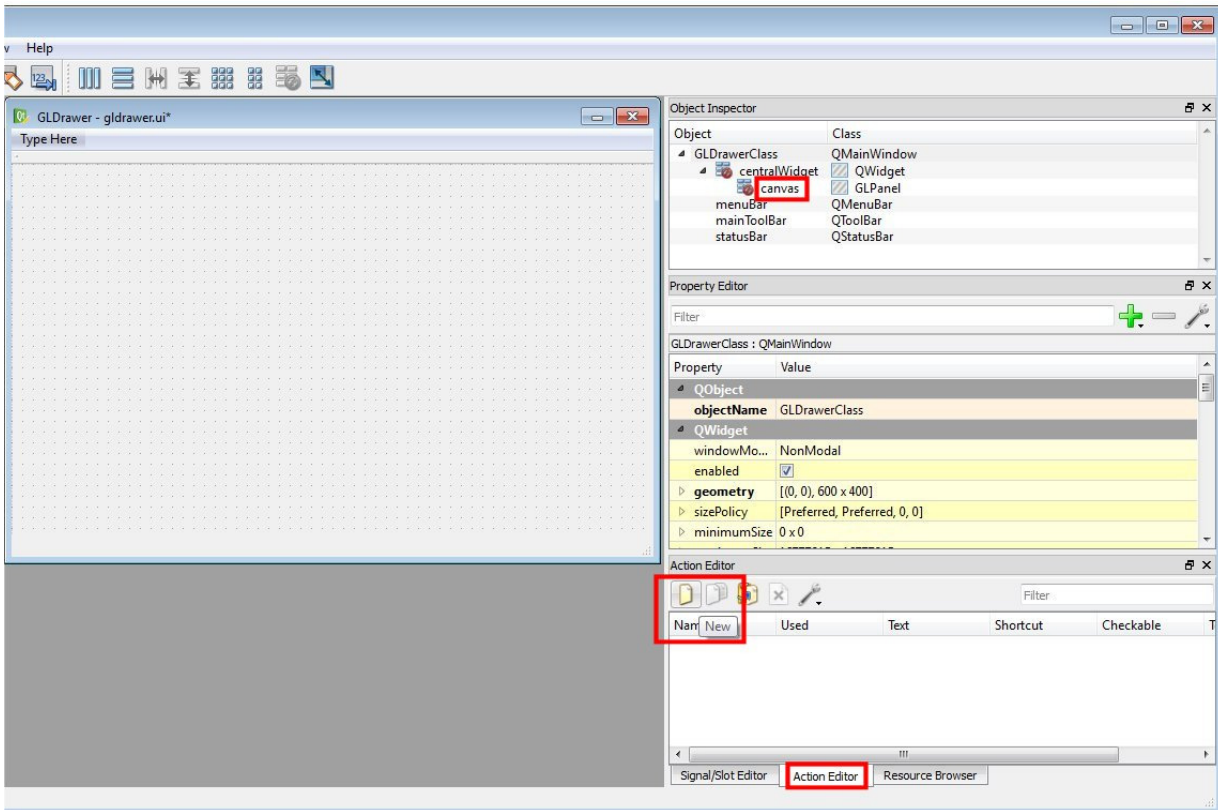 Help
123
GLDrawer - gldrawer.ui*
Type Here
Object Inspector
Object Class
GLDrawerClass QMainWindow
centralWidget QWidget
canvas GLPanel
menuBar QMenuBar
mainToolBar QToolBar
statusBar QStatusBar
Property Editor
Filter
GLDrawerClass : QMainWindow
Property Value
QObject
objectName GLDrawerClass
QWidget
windowMo... NonModal
enabled
geometry [(0, 0), 600 x 400]
sizePolicy [Preferred, Preferred, 0, 0]
minimumSize 0 x 0
Action Editor
Filter
New Used Text Shortcut Checkable
Signal/Slot Editor Action Editor Resource Browser